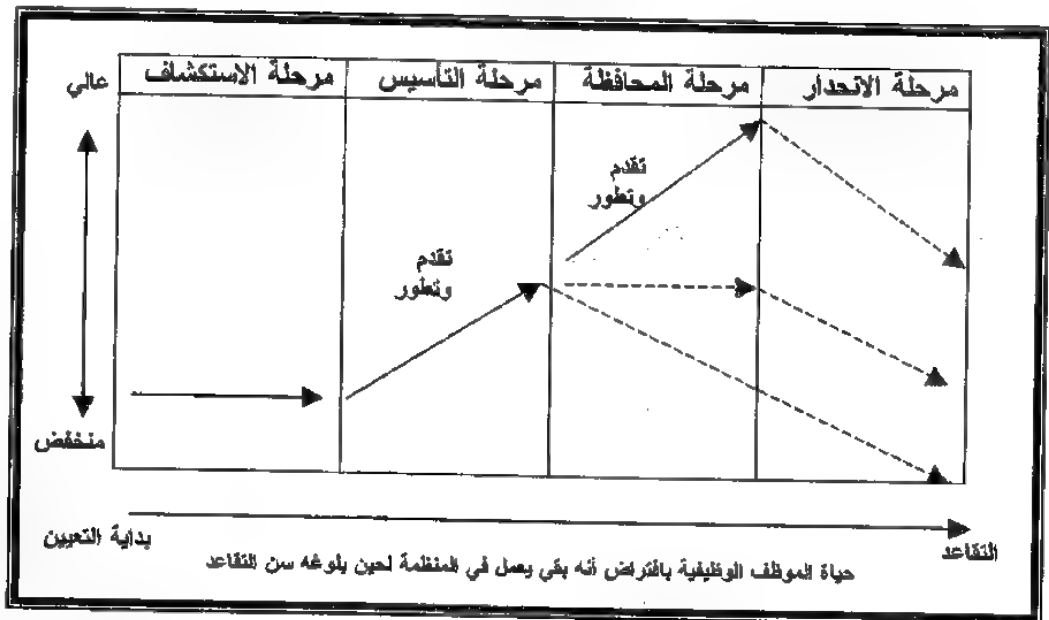 عالي
مرحلة الاستكشاف
مرحلة التأسيس
مرحلة المحافظة
مرحلة الانحدار
تقدم
وتطور
تقدم
وتطور
منخفض
بداية التعيين
التقاعد
حياة الموظف الوظيفية بافتراض أنه بقي يعمل في المنظمة لحين بلوغه سن التقاعد